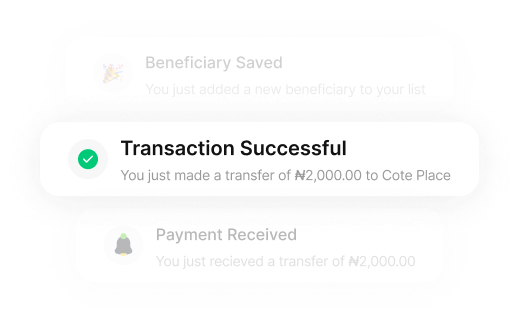 Beneficiary Saved
You just added a new beneficiary to your list
Transaction Successful
You just made a transfer of ₦2,000.00 to Cote Place
Payment Received
You just recieved a transfer of ₦2,000.00